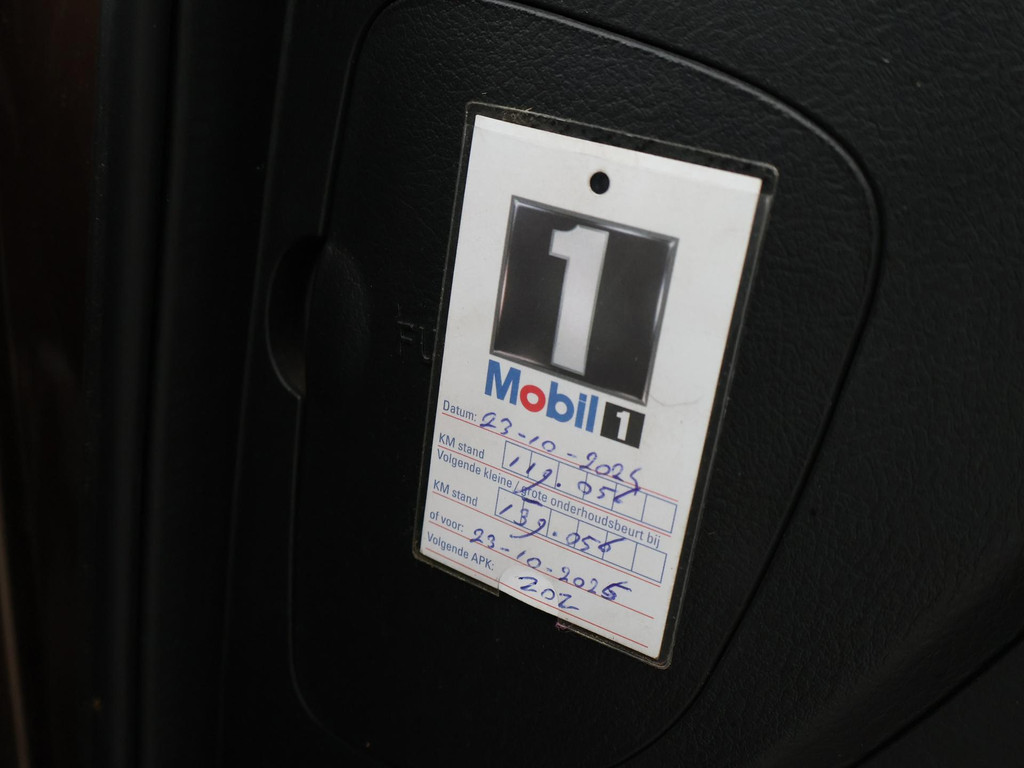 FU
1
Mobil 1
Datum: 23-10-2025
KM stand 119.056
Volgende kleine / grote onderhoudsbeurt bij
KM stand 139.056
of voor: 23-10-2026
Volgende APK: 202